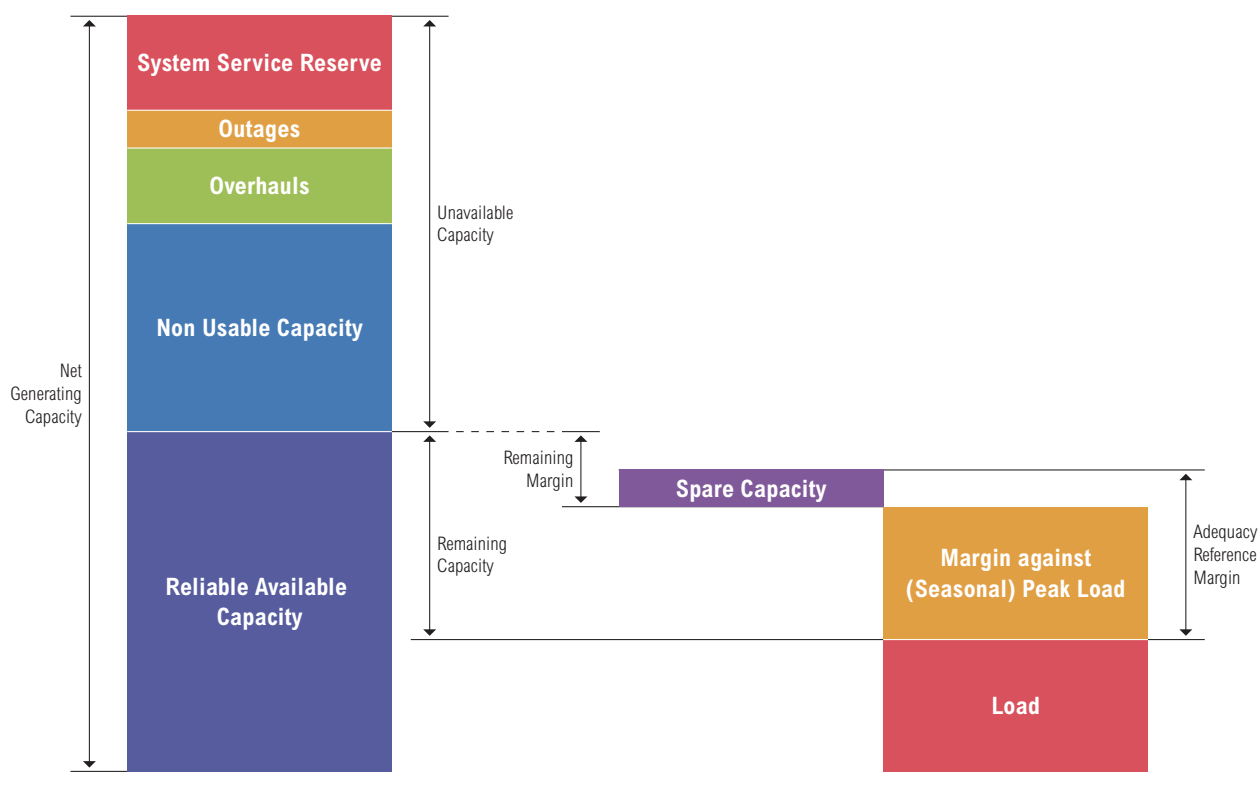 System Service Reserve
Outages
Overhauls
Unavailable
Capacity
Non Usable Capacity
Net
Generating
Capacity
Remaining
Margin
Spare Capacity
Remaining
Capacity
Adequacy
Reference
Margin
Margin against
(Seasonal) Peak Load
Reliable Available
Capacity
Load